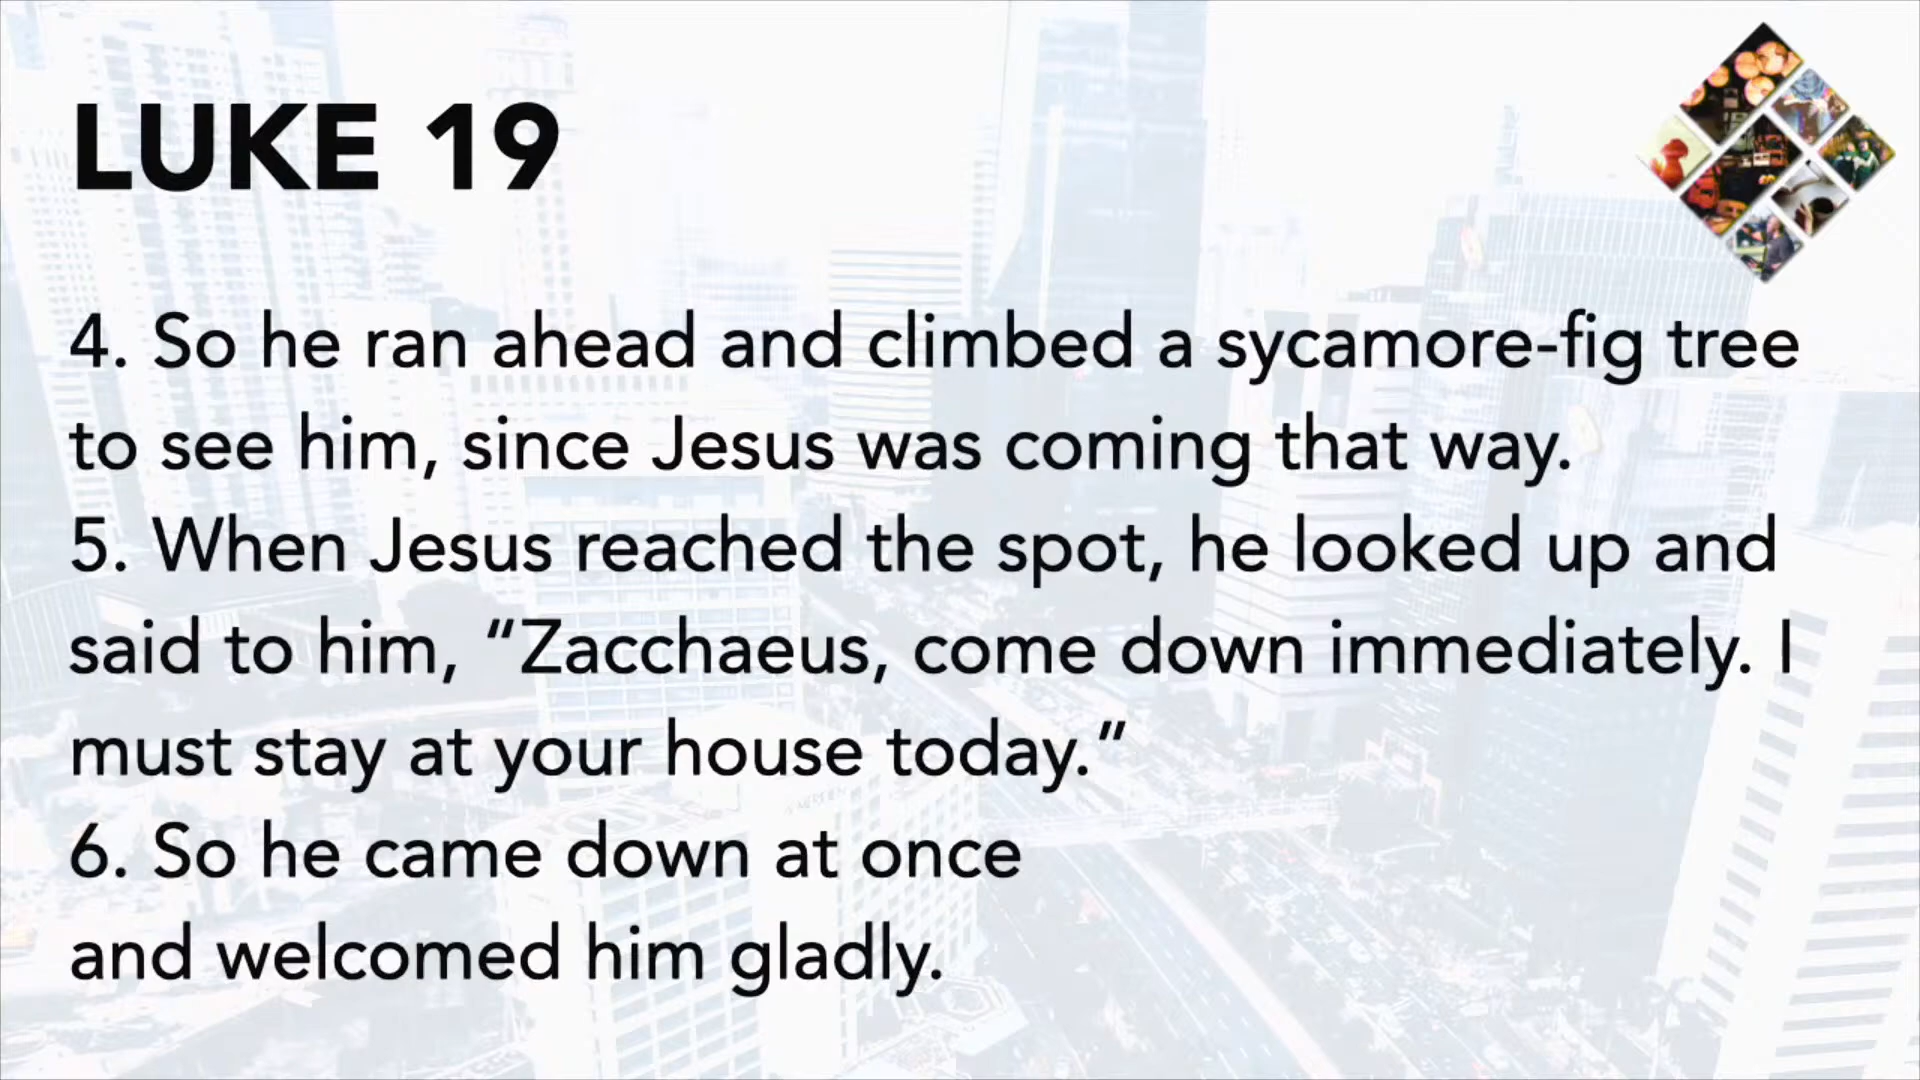 LUKE 19
4. So he ran ahead and climbed a sycamore-fig tree
to see him, since Jesus was coming that way.
5. When Jesus reached the spot, he looked up and
said to him, “Zacchaeus, come down immediately. I
must stay at your house today.”
6. So he came down at once
and welcomed him gladly.